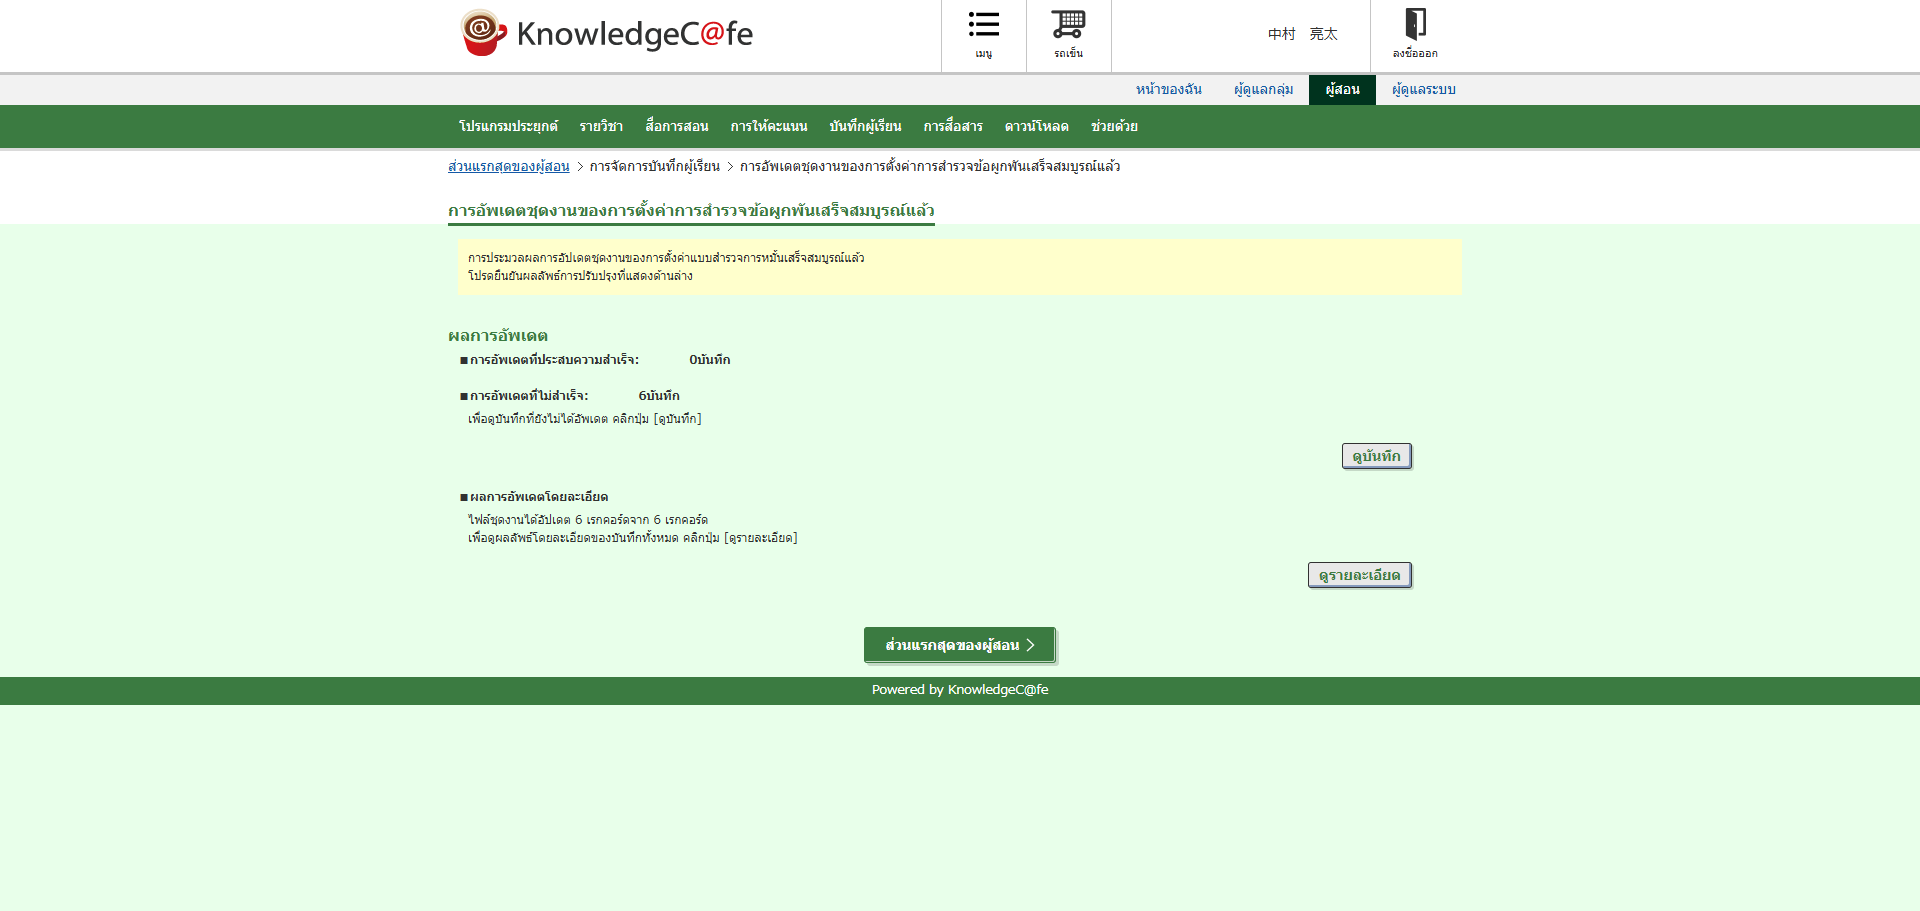 KnowledgeC@fe
เมนู
รถเข็น
中村　亮太
ลงชื่อออก
หน้าของฉัน ผู้ดูแลกลุ่ม ผู้สอน ผู้ดูแลระบบ
โปรแกรมประยุกต์ รายวิชา สื่อการสอน การให้คะแนน บันทึกผู้เรียน การสื่อสาร ดาวน์โหลด ช่วยด้วย
ส่วนแรกสุดของผู้สอน > การจัดการบันทึกผู้เรียน > การอัพเดตชุดงานของการตั้งค่าการสำรวจข้อผูกพันเสร็จสมบูรณ์แล้ว
การอัพเดตชุดงานของการตั้งค่าการสำรวจข้อผูกพันเสร็จสมบูรณ์แล้ว
การประมวลผลการอัปเดตชุดงานของการตั้งค่าแบบสำรวจการหมั้นเสร็จสมบูรณ์แล้ว
โปรดยืนยันผลลัพธ์การปรับปรุงที่แสดงด้านล่าง
ผลการอัพเดต
■การอัพเดตที่ประสบความสำเร็จ: 0บันทึก
■การอัพเดตที่ไม่สำเร็จ: 6บันทึก
เพื่อดูบันทึกที่ยังไม่ได้อัพเดต คลิกปุ่ม [ดูบันทึก]
ดูบันทึก
■ผลการอัพเดตโดยละเอียด
ไฟล์ชุดงานได้อัปเดต 6 เรกคอร์ดจาก 6 เรกคอร์ด
เพื่อดูผลลัพธ์โดยละเอียดของบันทึกทั้งหมด คลิกปุ่ม [ดูรายละเอียด]
ดูรายละเอียด
ส่วนแรกสุดของผู้สอน >
Powered by KnowledgeC@fe